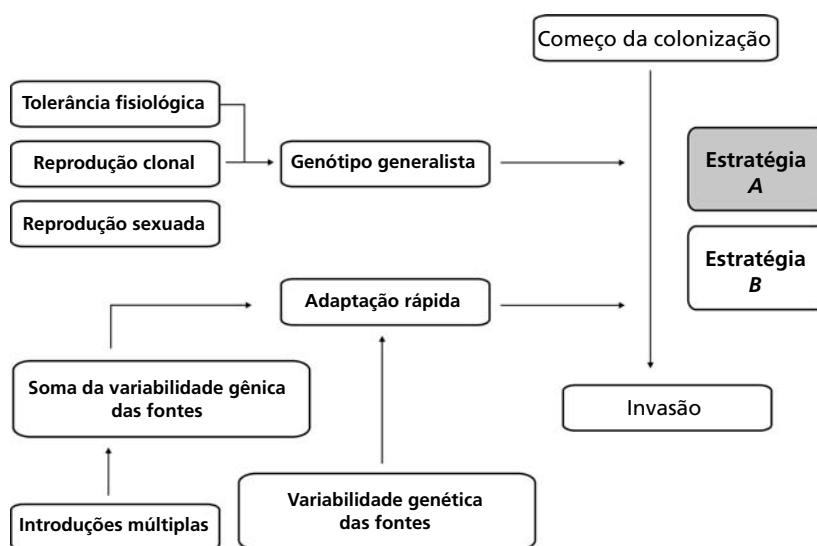 Começo da colonização
Tolerância fisiológica
Reprodução clonal
Genótipo generalista
Reprodução sexuada
Estratégia
A
Estratégia
B
Adaptação rápida
Soma da variabilidade gênica
das fontes
Invasão
Introduções múltiplas
Variabilidade genética
das fontes